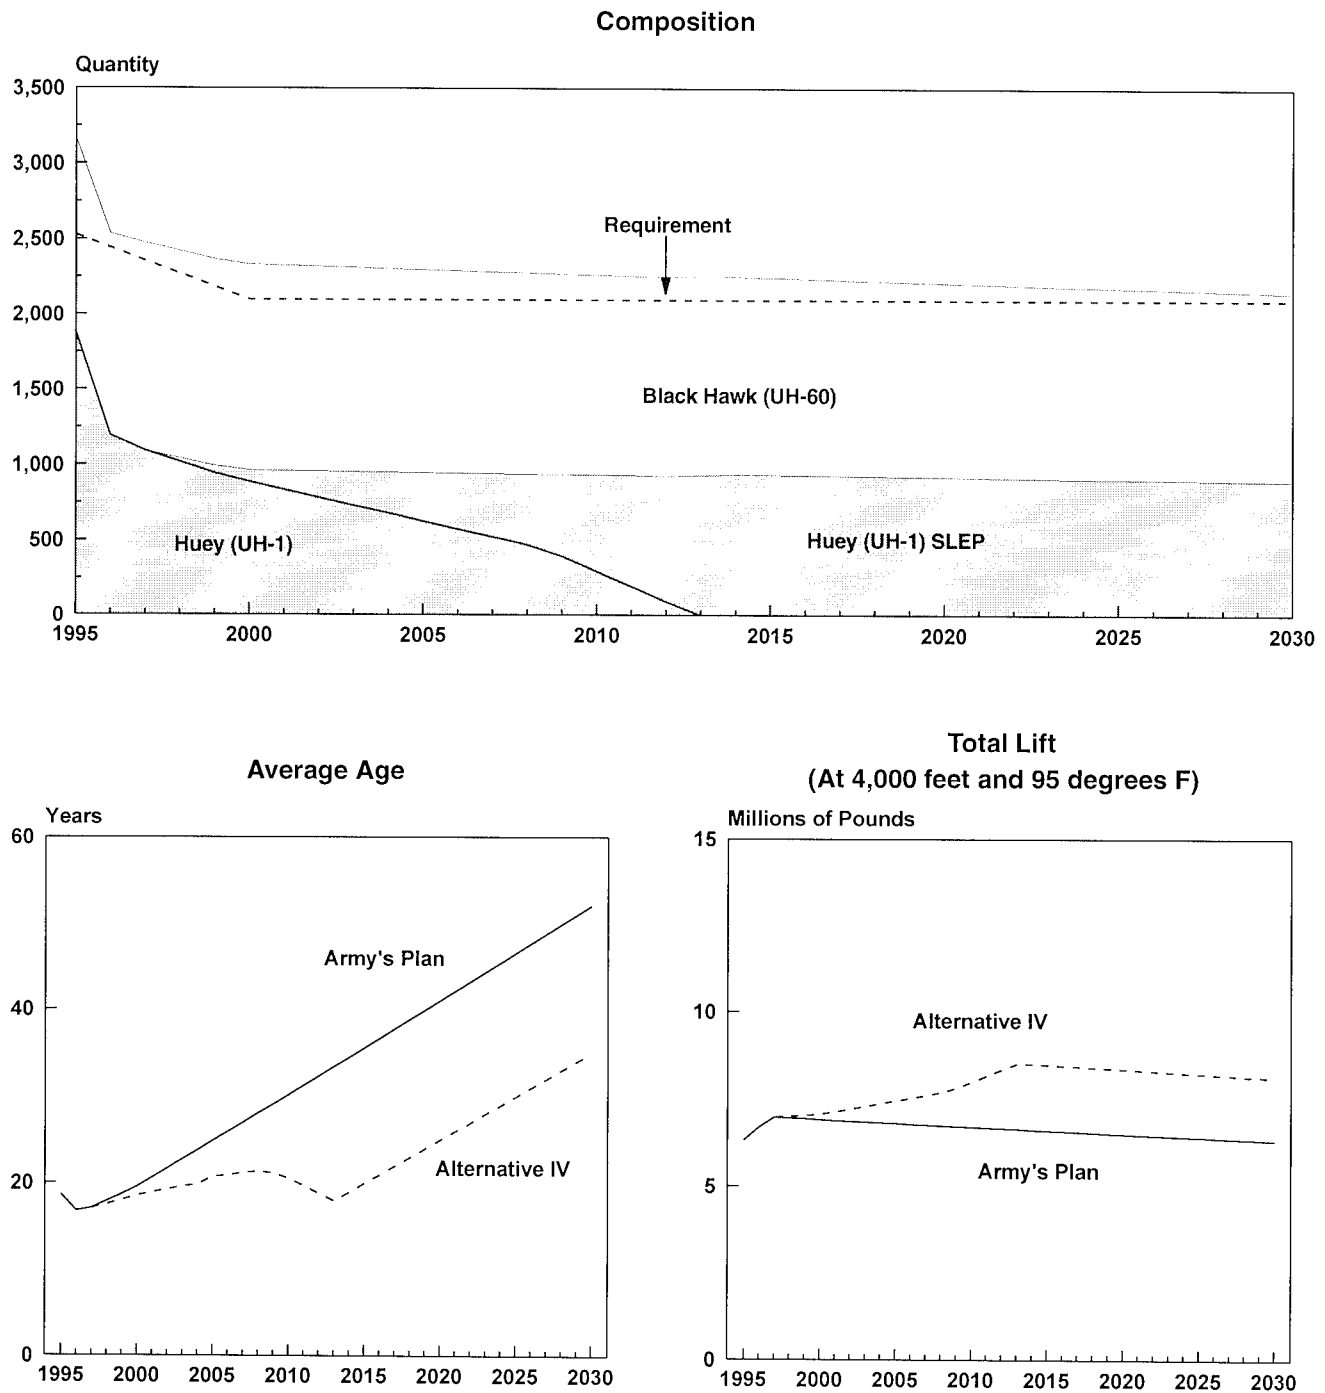 Composition
Quantity
3,500
3,000
2,500
Requirement
2,000
1,500
Black Hawk (UH-60)
1,000
500
Huey (UH-1)
Huey (UH-1) SLEP
0
1995 2000 2005 2010 2015 2020 2025 2030
Average Age
Years
60
Army's Plan
40
Alternative IV
20
0
1995 2000 2005 2010 2015 2020 2025 2030
Total Lift
(At 4,000 feet and 95 degrees F)
Millions of Pounds
15
10
Alternative IV
Army's Plan
5
0
1995 2000 2005 2010 2015 2020 2025 2030